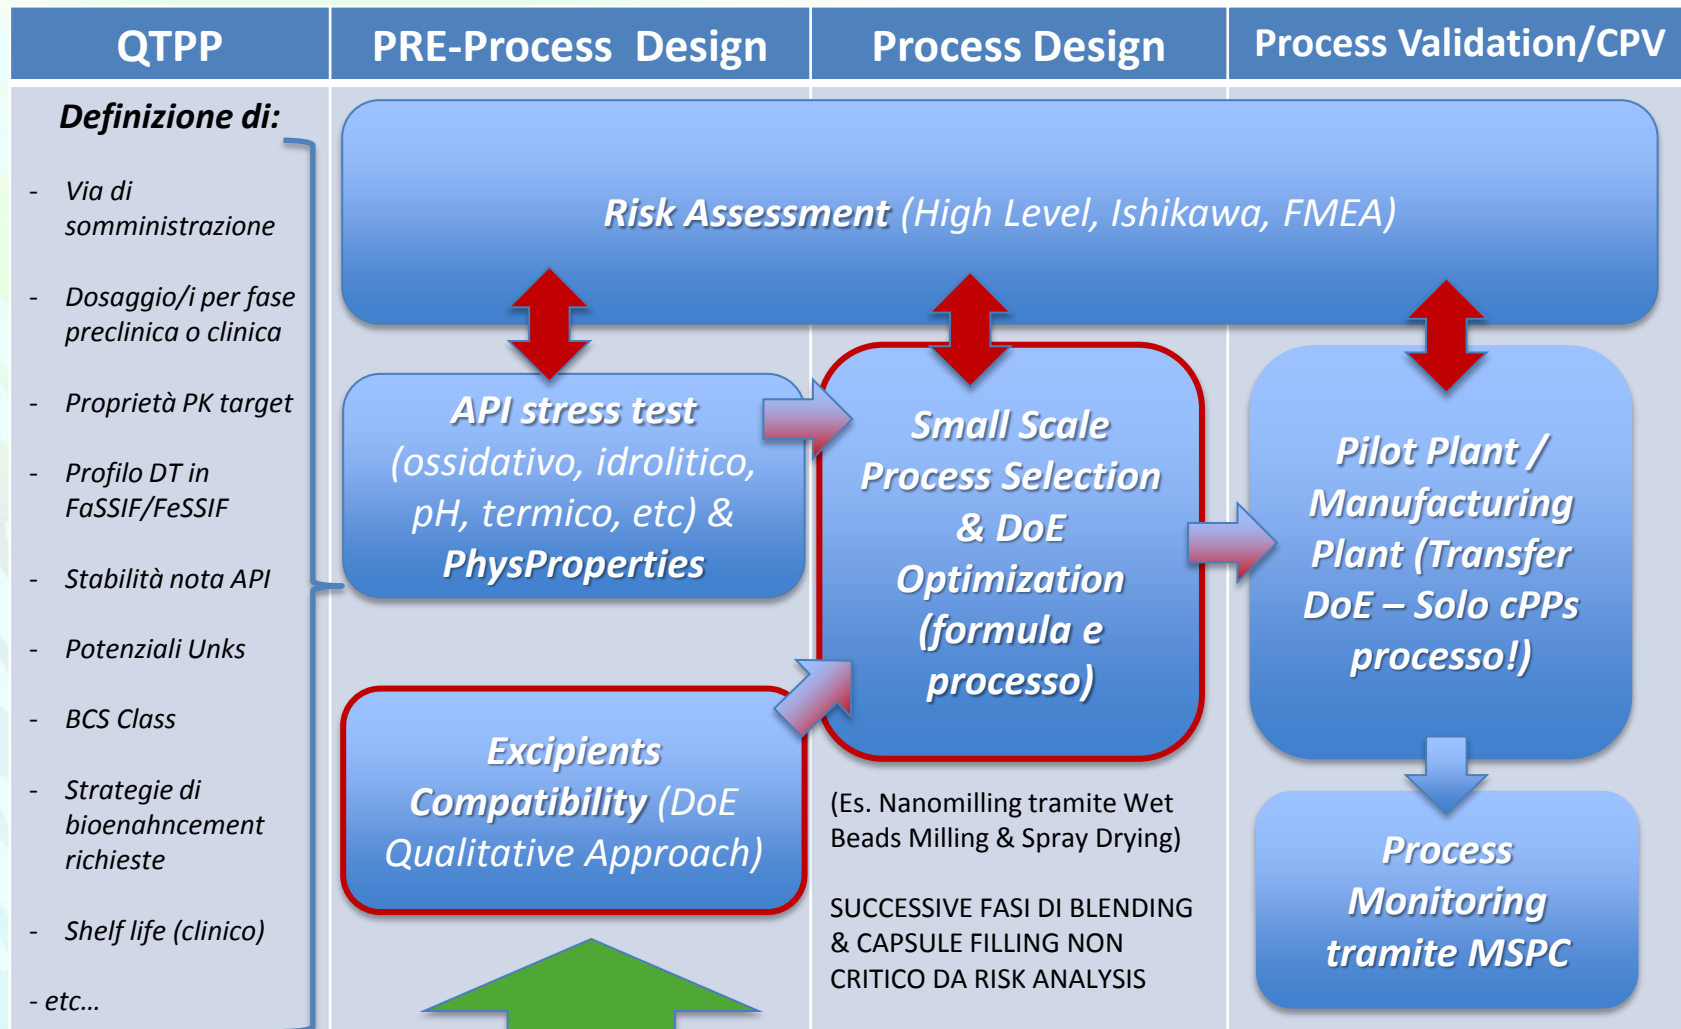 QTPP
PRE-Process Design
Process Design
Process Validation/CPV
Definizione di:
- Via di
somministrazione
- Dosaggio/i per fase
preclinica o clinica
- Proprietà PK target
- Profilo DT in
FaSSIF/FeSSIF
- Stabilità nota API
- Potenziali Unks
- BCS Class
- Strategie di
bioenahncement
richieste
- Shelf life (clinico)
- etc...
Risk Assessment (High Level, Ishikawa, FMEA)
API stress test
(ossidativo, idrolitico,
pH, termico, etc) &
PhysProperties
Excipients
Compatibility (DoE
Qualitative Approach)
Small Scale
Process Selection
& DoE
Optimization
(formula e
processo)
(Es. Nanomilling tramite Wet
Beads Milling & Spray Drying)
SUCCESSIVE FASI DI BLENDING
& CAPSULE FILLING NON
CRITICO DA RISK ANALYSIS
Pilot Plant /
Manufacturing
Plant (Transfer
DoE – Solo cPPs
processo!)
Process
Monitoring
tramite MSPC